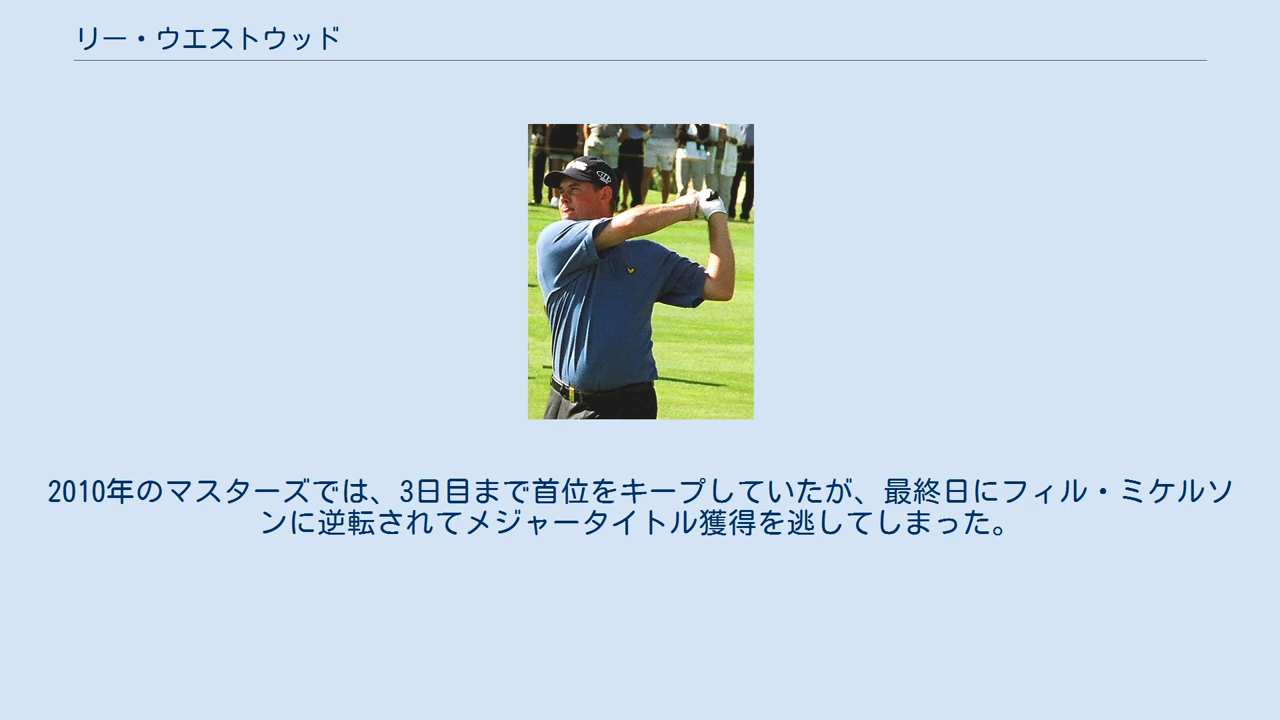 リー・ウエストウッド
2010年のマスターズでは、3日目まで首位をキープしていたが、最終日にフィル・ミケルソ
ンに逆転されてメジャータイトル獲得を逃してしまった。